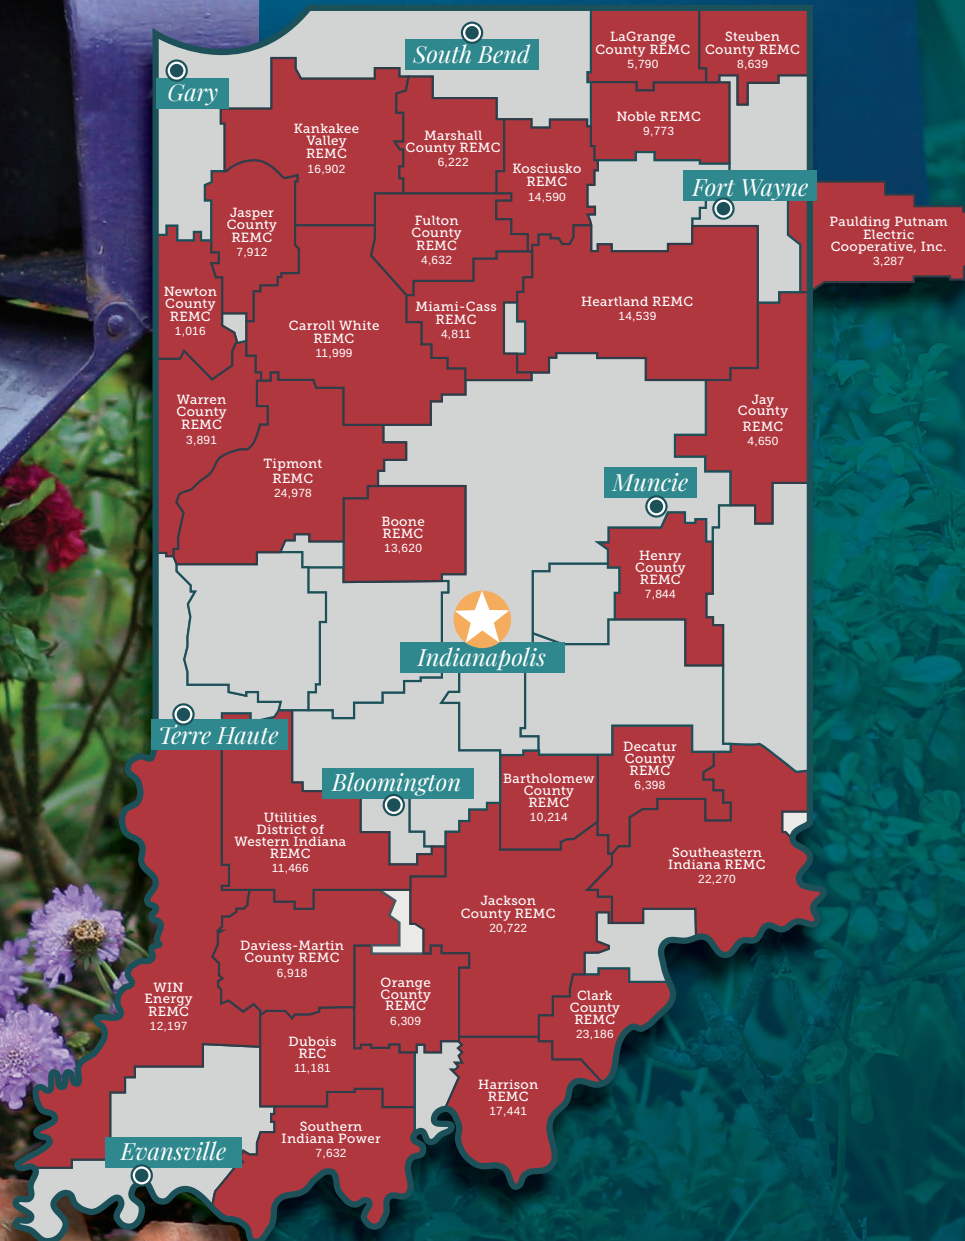 South Bend
LaGrange
County REMC
5,790
Steuben
County REMC
8,639
Gary
Noble REMC
9,773
Kankakee
Valley
REMC
16,902
Marshall
County REMC
6,222
Kosciusko
REMC
14,590
Fort Wayne
Jasper
County
REMC
7,912
Fulton
County
REMC
4,632
Paulding Putnam
Electric
Cooperative, Inc.
3,287
Newton
County
REMC
1,016
Carroll White
REMC
11,999
Miami-Cass
REMC
4,811
Heartland REMC
14,539
Warren
County
REMC
3,891
Jay
County
REMC
4,650
Tipmont
REMC
24,978
Muncie
Boone
REMC
13,620
Henry
County
REMC
7,844
Indianapolis
Terre Haute
Bloomington
Decatur
County
REMC
6,398
Bartholomew
County
REMC
10,214
Utilities
District of
Western Indiana
REMC
11,466
Southeastern
Indiana REMC
22,270
Jackson
County REMC
20,722
Daviess-Martin
County REMC
6,918
WIN
Energy
REMC
12,197
Orange
County
REMC
6,309
Clark
County
REMC
23,186
Dubois
REC
11,181
Harrison
REMC
17,441
Southern
Indiana Power
7,632
Evansville